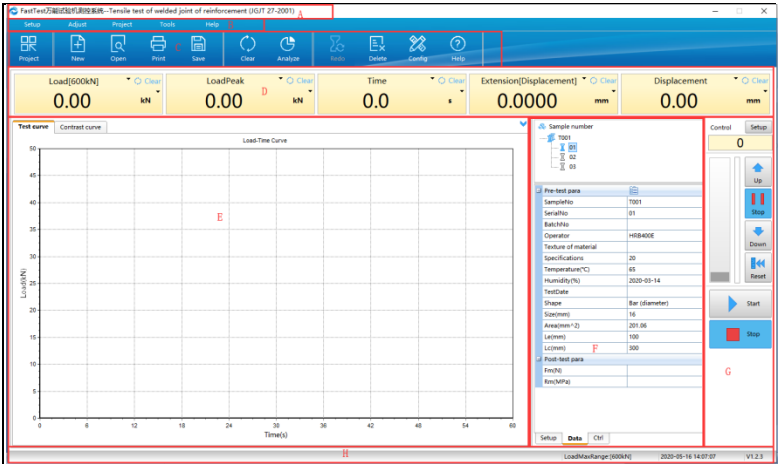 FastTest万能试验机测控系统--Tensile test of welded joint of reinforcement (JGJT 27-2001) A
Setup Adjust Project Tools Help
Project New Open Print Save Clear Analyze Redo Delete Config Help
Load[600kN] Clear LoadPeak Clear Time Clear Extension[Displacement] Clear Displacement Clear
0.00 kN 0.00 D kN 0.0 s 0.0000 mm 0.00 mm
Test curve Contrast curve
Load-Time Curve
50
45
40
35
30
25
20
15
10
5
0
Load(kN)
E
0 6 12 18 24 30 36 42 48 54 60
Time(s)
Sample number
T001
01
02
03
Pre-test para
SampleNo T001
SerialNo 01
BatchNo
Operator HRB400E
Texture of material
Specifications 20
Temperature(°C) 65
Humidity(%) 2020-03-14
TestDate
Shape Bar (diameter)
Size(mm) 16
Area(mm^2) 201.06
Le(mm) 100
Lc(mm) F 300
Post-test para
Fm(N)
Rm(MPa)
Setup Data Ctrl
Control Setup
0
Up
Stop
Down
Reset
Start
Stop
G
H
LoadMaxRange:[600kN] 2020-05-16 14:07:07 V1.2.3